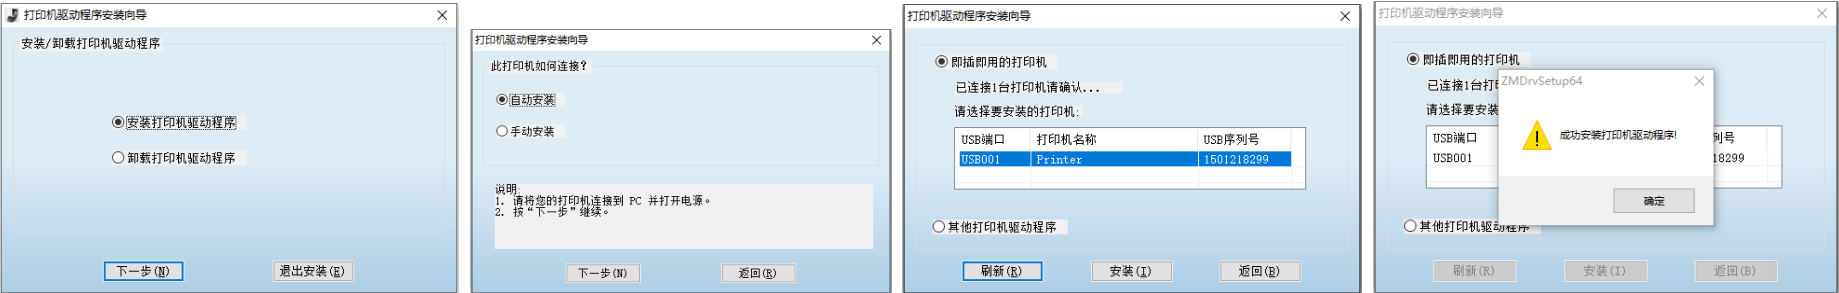 打印机驱动程序安装向导
安装/卸载打印机驱动程序
安装打印机驱动程序
卸载打印机驱动程序
下一步(N)
退出安装(E)
打印机驱动程序安装向导
此打印机如何连接?
自动安装
手动安装
说明:
1. 请将您的打印机连接到 PC 并打开电源。
2. 按“下一步”继续。
下一步(N)
返回(R)
打印机驱动程序安装向导
即插即用的打印机
已连接1台打印机请确认...
请选择要安装的打印机:
USB端口 打印机名称 USB序列号
USB001 Printer 1501218299
其他打印机驱动程序
刷新(R)
安装(I)
返回(B)
打印机驱动程序安装向导
即插即用的打印机
已连接1台打印
请选择要安装
USB端口 列号
USB001 18299
ZMDrvSetup64
成功安装打印机驱动程序!
确定
其他打印机驱动程序
刷新(R)
安装(I)
返回(B)